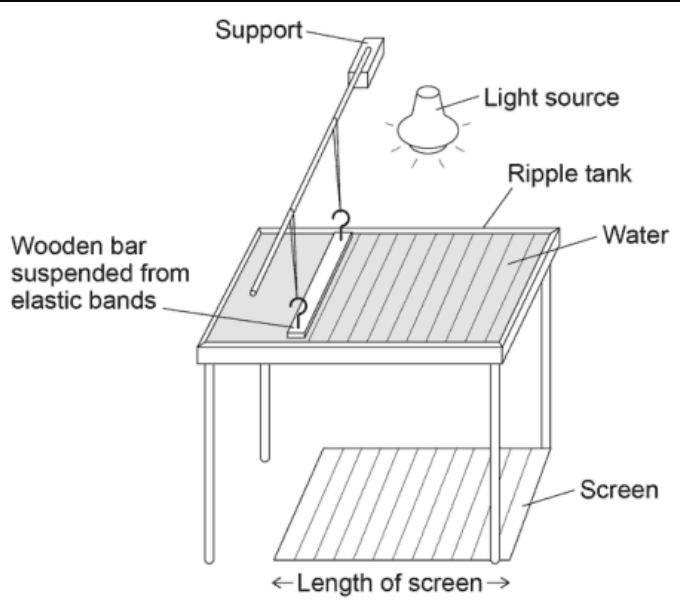 Support
Light source
Ripple tank
Water
Wooden bar
suspended from
elastic bands
Screen
Length of screen